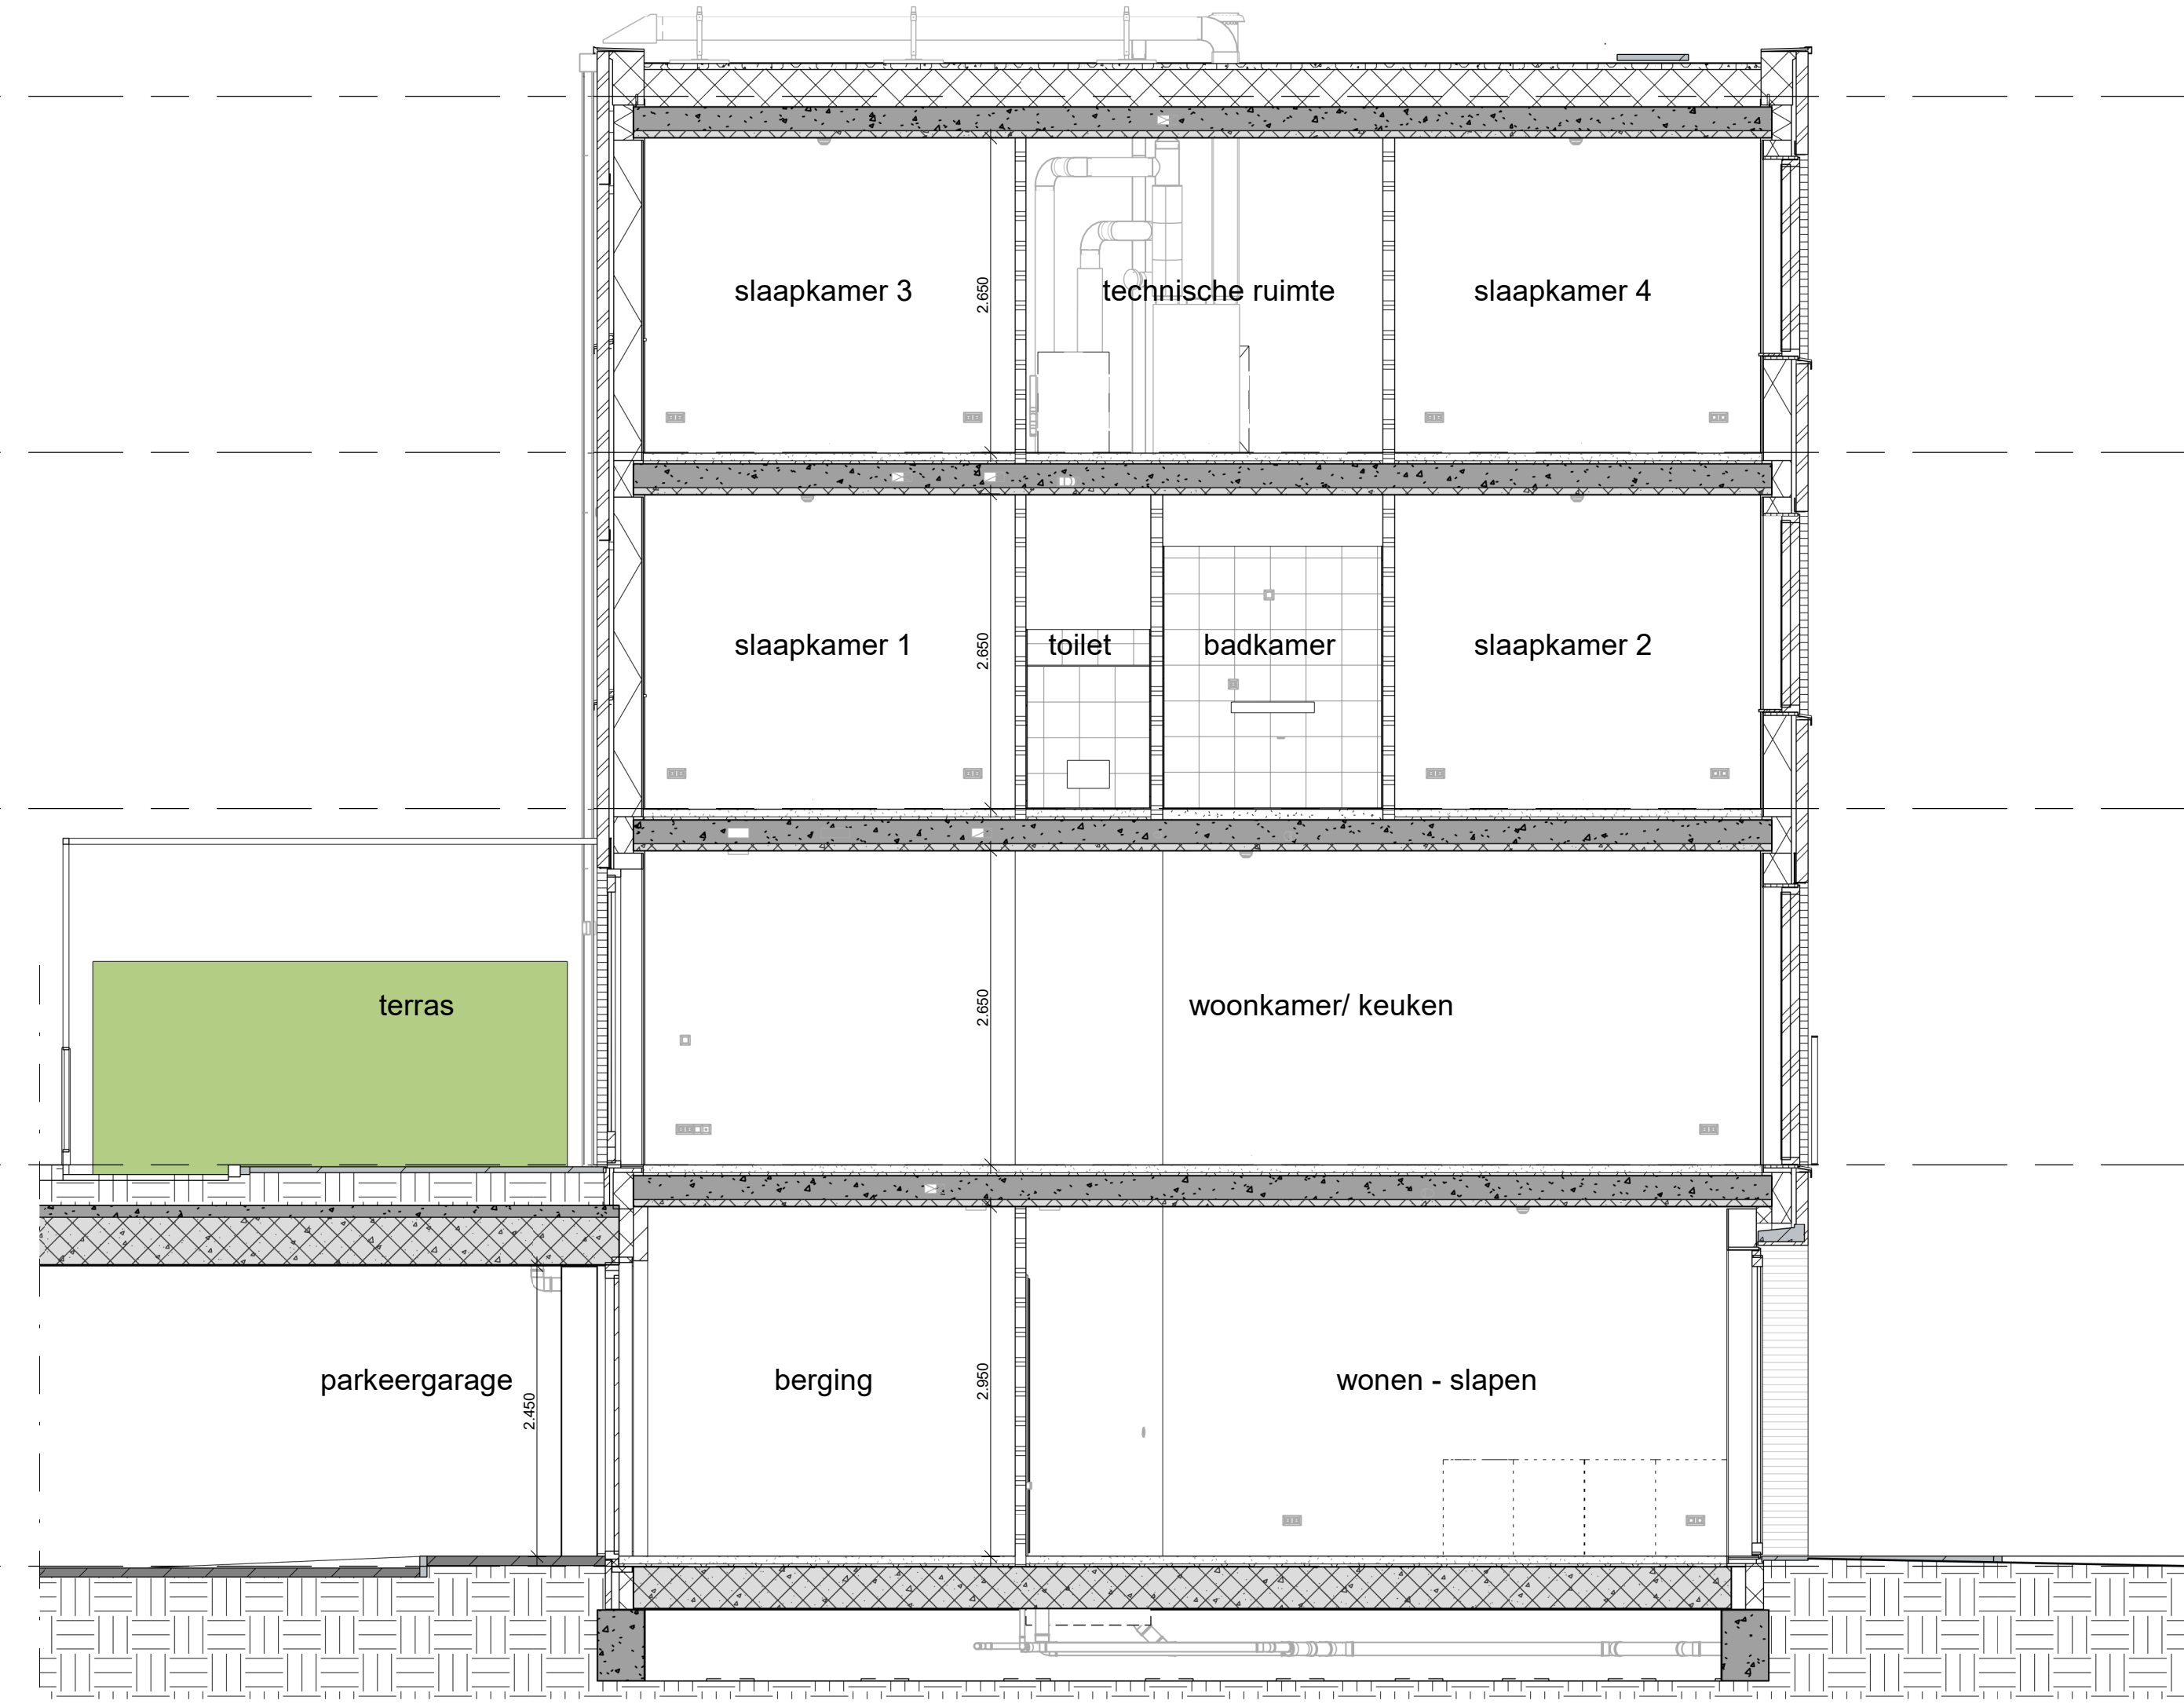 slaapkamer 3
2.650
technische ruimte
slaapkamer 4
slaapkamer 1
2.650
toilet
badkamer
slaapkamer 2
terras
2.650
woonkamer/ keuken
parkeergarage
2.450
berging
2.950
wonen - slapen